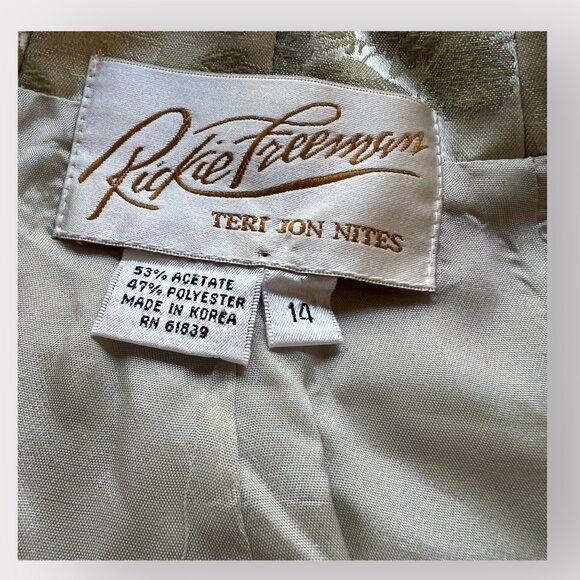 Rickie Freeman
TERI JON NITES
53% ACETATE
47% POLYESTER
MADE IN KOREA
RN 61839
14